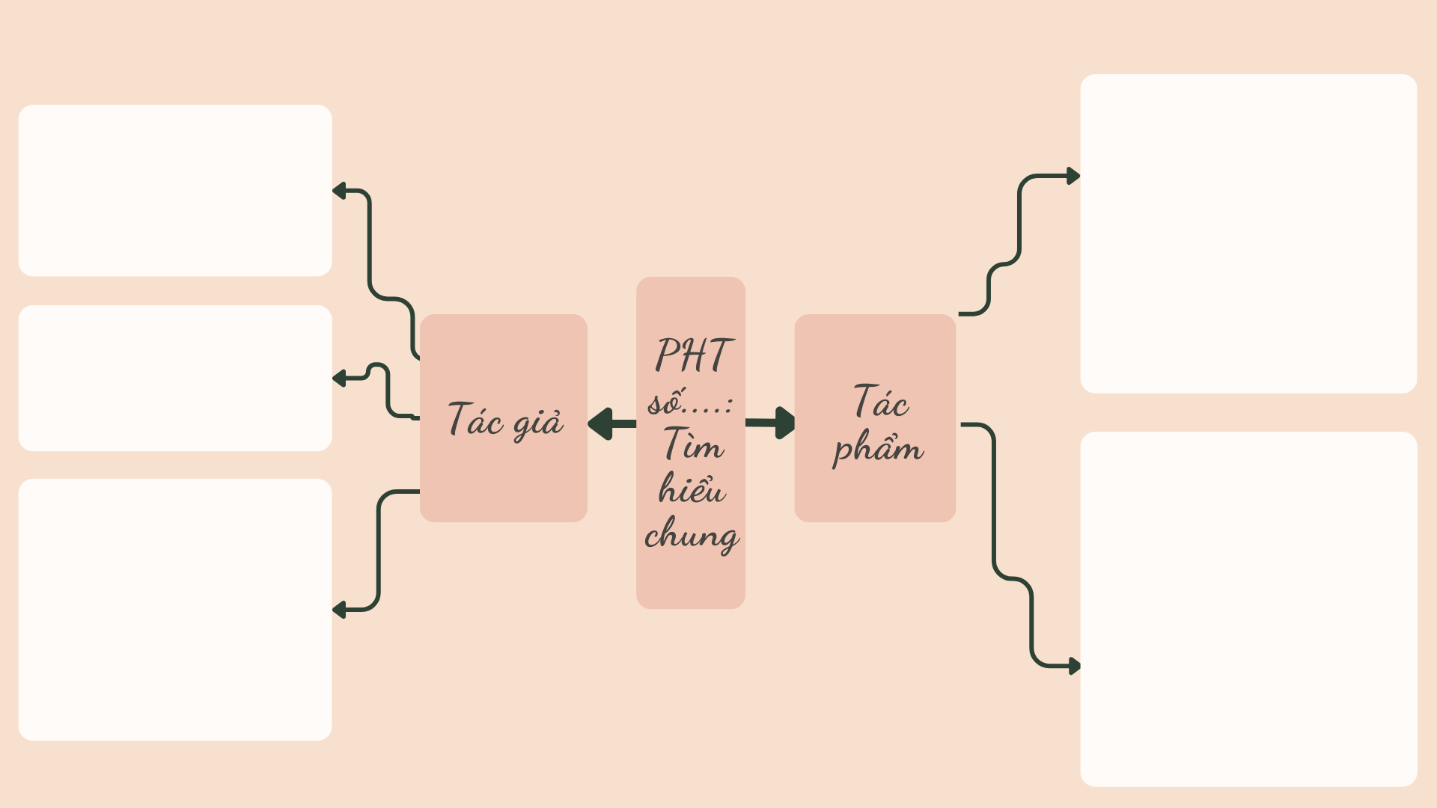 Tác giả
PHT
số....:
Tìm
hiểu
chung
Tác
phẩm